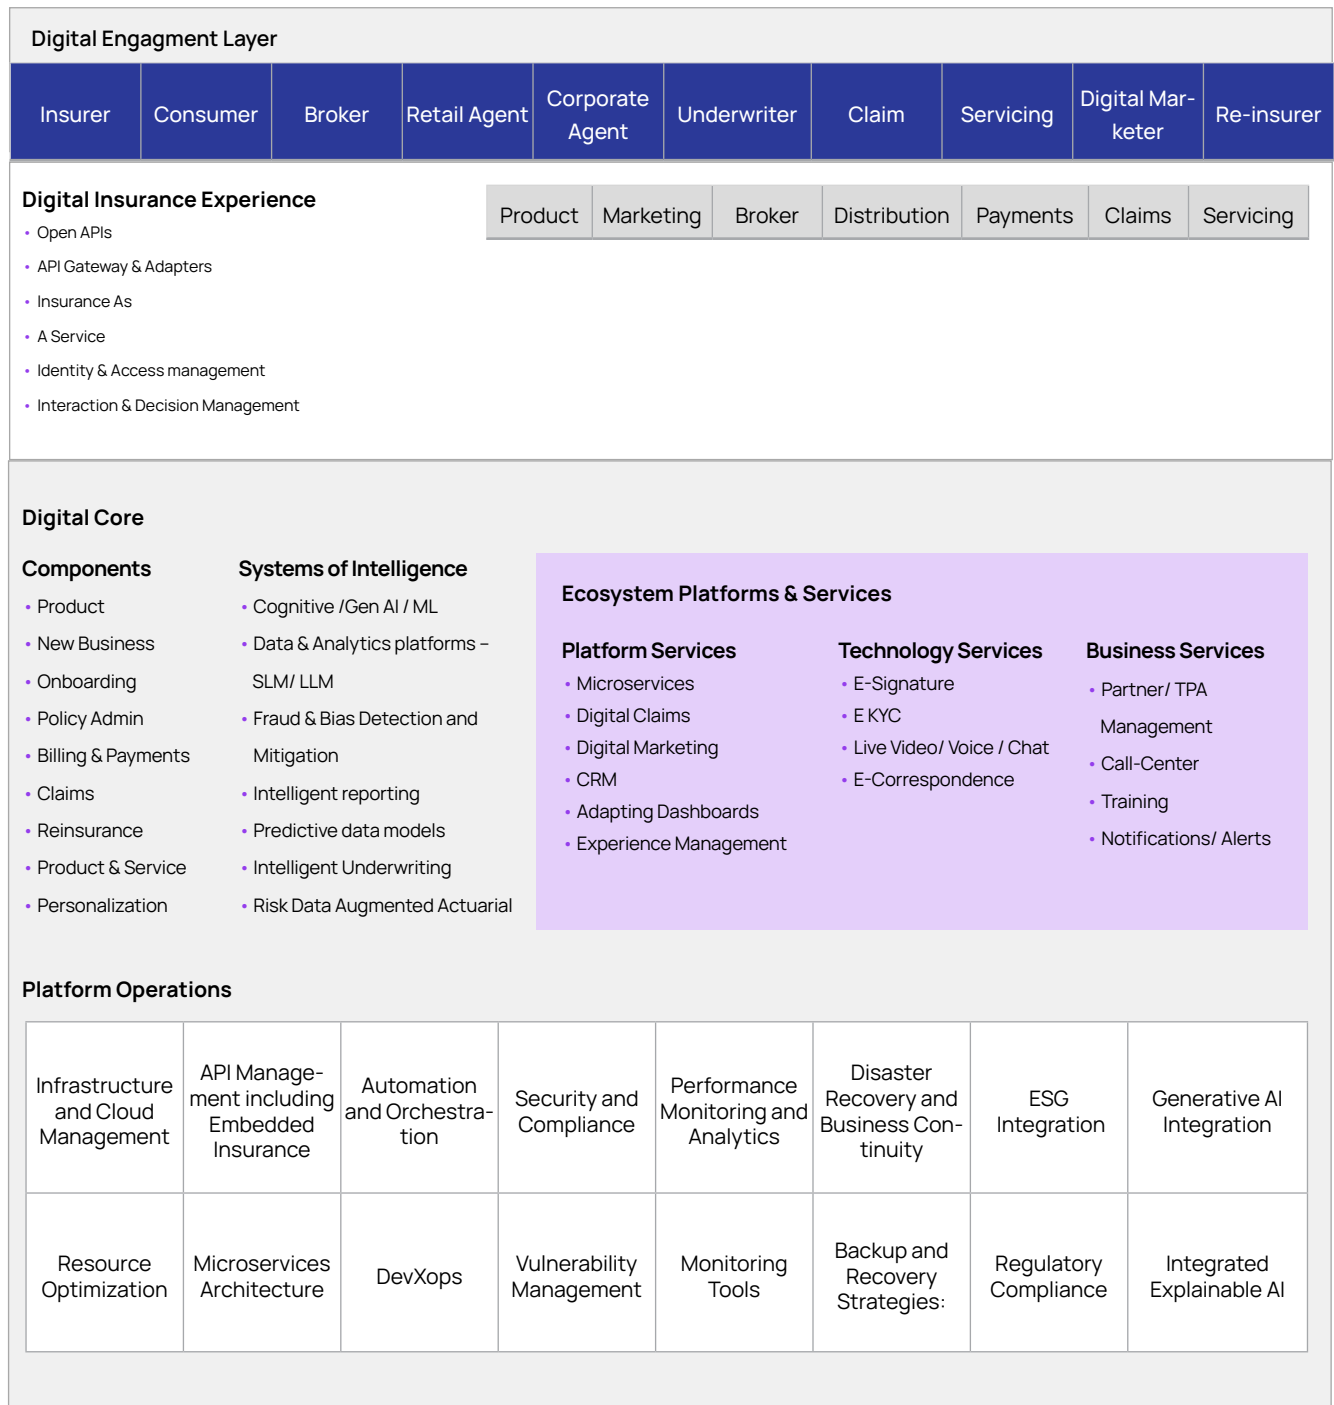 Digital Engagment Layer
Insurer
Consumer
Broker
Retail Agent
Corporate
Agent
Underwriter
Claim
Servicing
Digital Mar-
keter
Re-insurer
Digital Insurance Experience
• Open APIs
• API Gateway & Adapters
• Insurance As
• A Service
• Identity & Access management
• Interaction & Decision Management
Product
Marketing
Broker
Distribution
Payments
Claims
Servicing
Digital Core
Components
• Product
• New Business
• Onboarding
• Policy Admin
• Billing & Payments
• Claims
• Reinsurance
• Product & Service
• Personalization
Systems of Intelligence
• Cognitive /Gen AI / ML
• Data & Analytics platforms –
SLM/ LLM
• Fraud & Bias Detection and
Mitigation
• Intelligent reporting
• Predictive data models
• Intelligent Underwriting
• Risk Data Augmented Actuarial
Ecosystem Platforms & Services
Platform Services
• Microservices
• Digital Claims
• Digital Marketing
• CRM
• Adapting Dashboards
• Experience Management
Technology Services
• E-Signature
• E KYC
• Live Video/ Voice / Chat
• E-Correspondence
Business Services
• Partner/ TPA
Management
• Call-Center
• Training
• Notifications/ Alerts
Platform Operations
Infrastructure
and Cloud
Management
API Manage-
ment including
Embedded
Insurance
Automation
and Orchestra-
tion
Security and
Compliance
Performance
Monitoring and
Analytics
Disaster
Recovery and
Business Con-
tinuity
ESG
Integration
Generative AI
Integration
Resource
Optimization
Microservices
Architecture
DevXops
Vulnerability
Management
Monitoring
Tools
Backup and
Recovery
Strategies:
Regulatory
Compliance
Integrated
Explainable AI